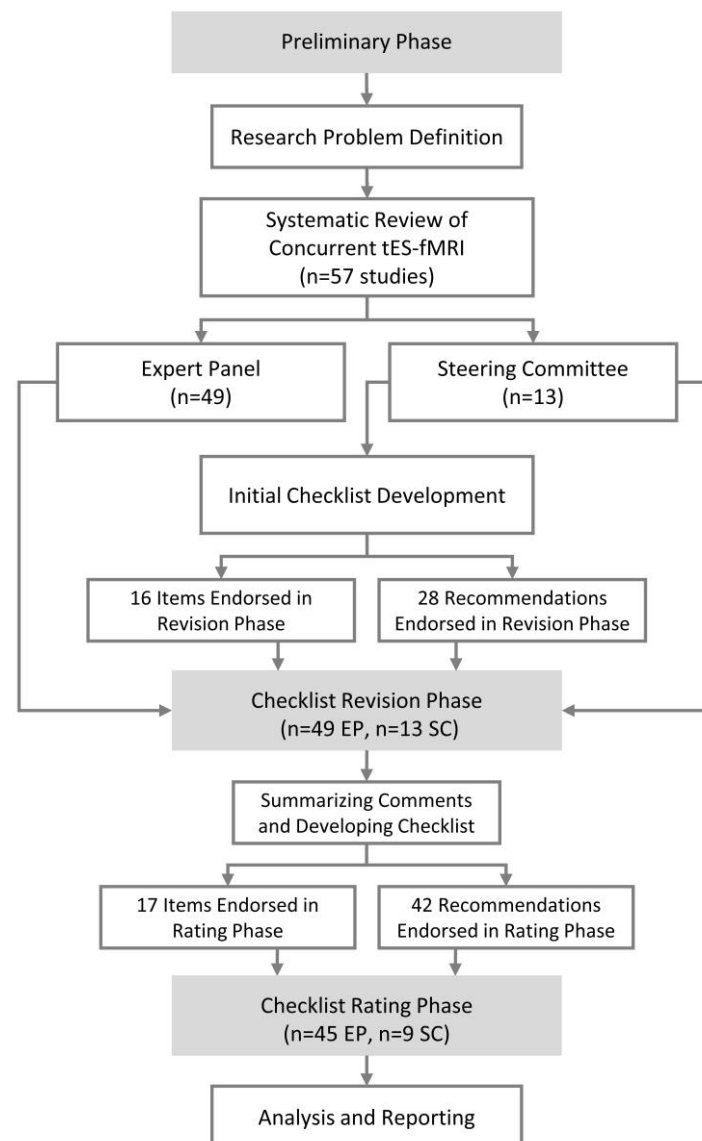 Preliminary Phase
Research Problem Definition
Systematic Review of
Concurrent tES-fMRI
(n=57 studies)
Expert Panel
(n=49)
Steering Committee
(n=13)
Initial Checklist Development
16 Items Endorsed in
Revision Phase
28 Recommendations
Endorsed in Revision Phase
Checklist Revision Phase
(n=49 EP, n=13 SC)
Summarizing Comments
and Developing Checklist
17 Items Endorsed in
Rating Phase
42 Recommendations
Endorsed in Rating Phase
Checklist Rating Phase
(n=45 EP, n=9 SC)
Analysis and Reporting